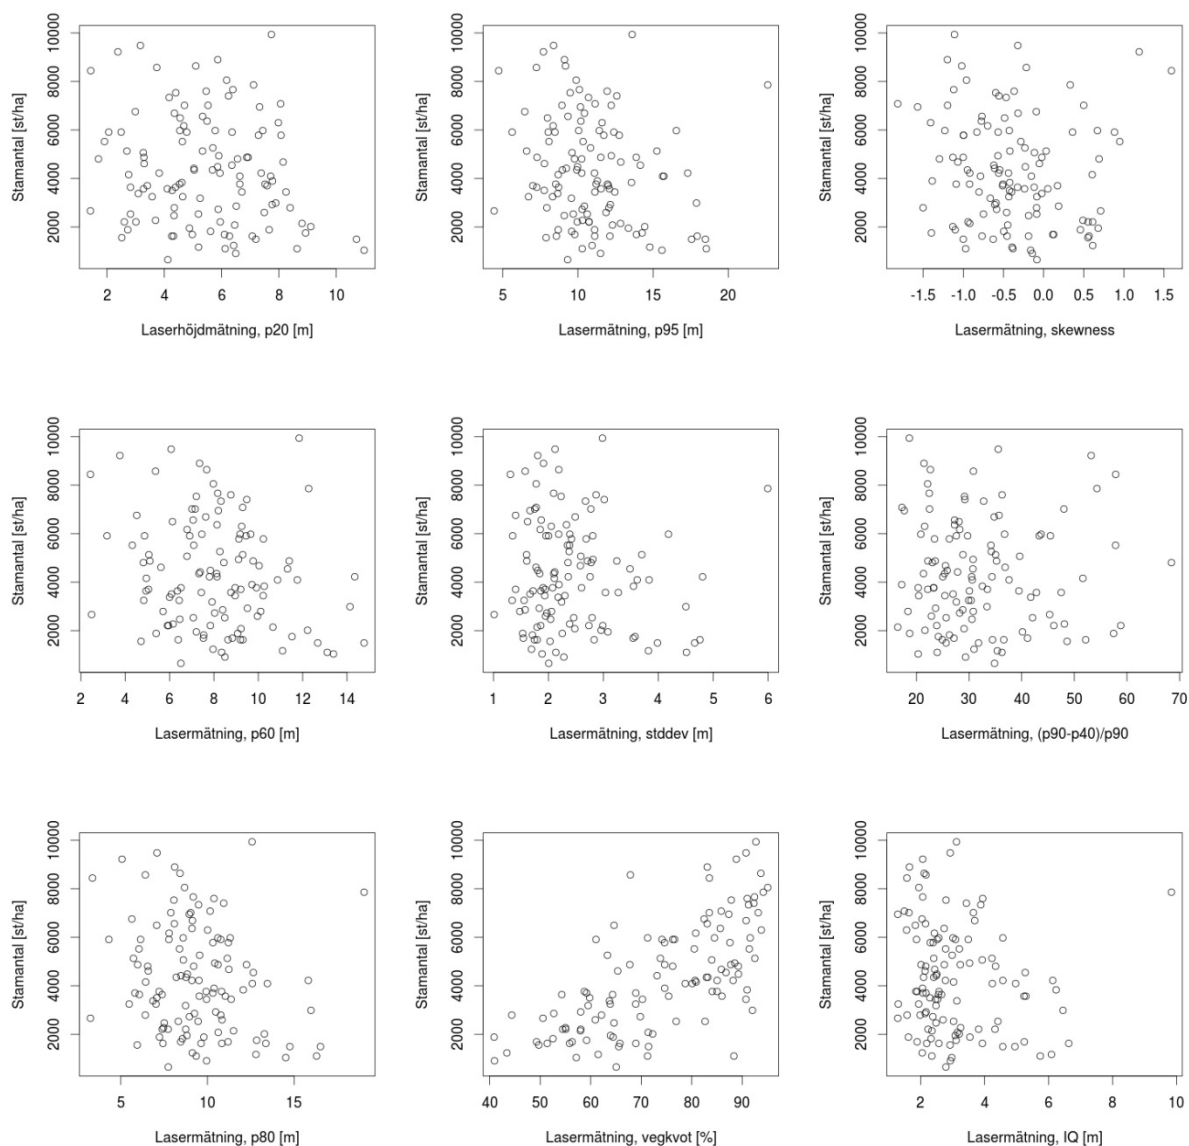 Stamantal [st/ha]
2000 4000 6000 8000 10000
2 4 6 8 10
Laserhöjdmätning, p20 [m]
Stamantal [st/ha]
2000 4000 6000 8000 10000
5 10 15 20
Lasermätning, p95 [m]
Stamantal [st/ha]
2000 4000 6000 8000 10000
-1.5 -1.0 -0.5 0.0 0.5 1.0 1.5
Lasermätning, skewness
Stamantal [st/ha]
2000 4000 6000 8000 10000
2 4 6 8 10 12 14
Lasermätning, p60 [m]
Stamantal [st/ha]
2000 4000 6000 8000 10000
1 2 3 4 5 6
Lasermätning, stddev [m]
Stamantal [st/ha]
2000 4000 6000 8000 10000
20 30 40 50 60 70
Lasermätning, (p90-p40)/p90
Stamantal [st/ha]
2000 4000 6000 8000 10000
5 10 15
Lasermätning, p80 [m]
Stamantal [st/ha]
2000 4000 6000 8000 10000
40 50 60 70 80 90
Lasermätning, vegkvot [%]
Stamantal [st/ha]
2000 4000 6000 8000 10000
2 4 6 8 10
Lasermätning, IQ [m]